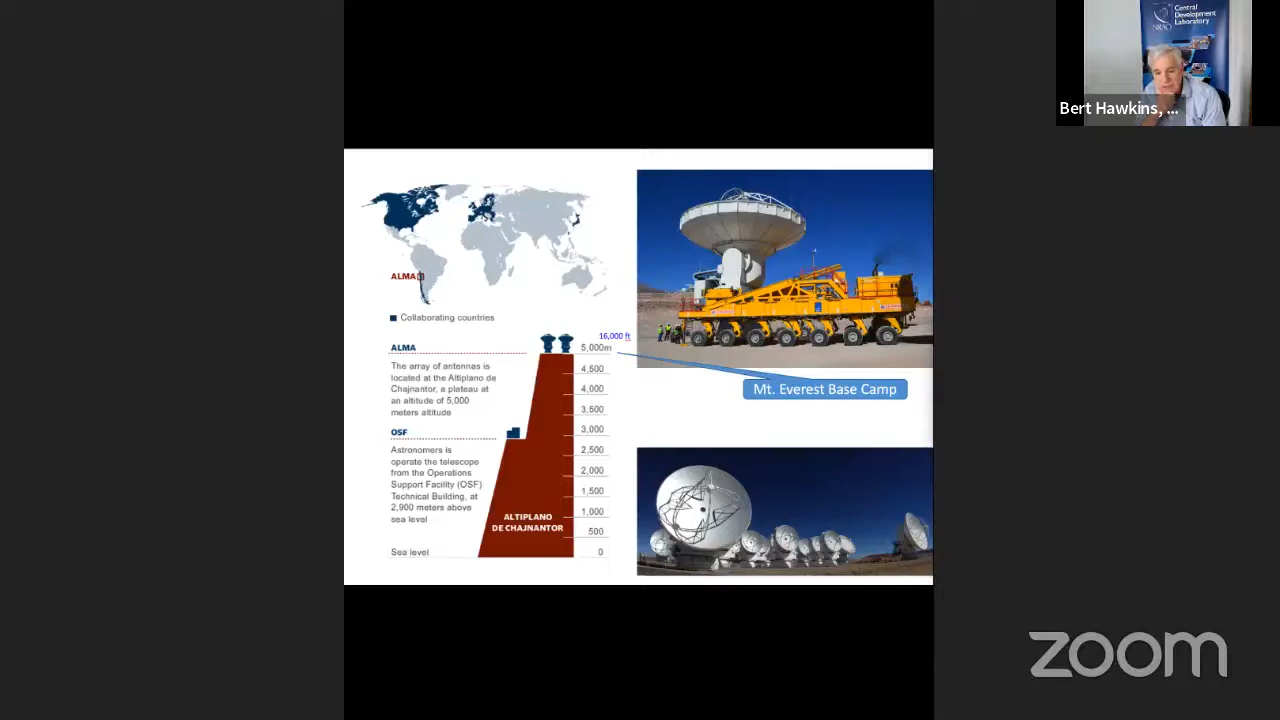 Central
Development
Laboratory
NRAO
Bert Hawkins, ...
ALMA
Collaborating countries
16,000 ft
ALMA
5,000m
The array of antennas is
located at the Altiplano de
Chajnantor, a plateau at
an altitude of 5,000
meters altitude
4,500
4,000
3,500
OSF
3,000
Astronomers is
operate the telescope
from the Operations
Support Facility (OSF)
Technical Building, at
2,900 meters above
sea level
2,500
2,000
1,500
1,000
500
ALTIPLANO
DE CHAJNANTOR
Sea level
0
Mt. Everest Base Camp
zoom